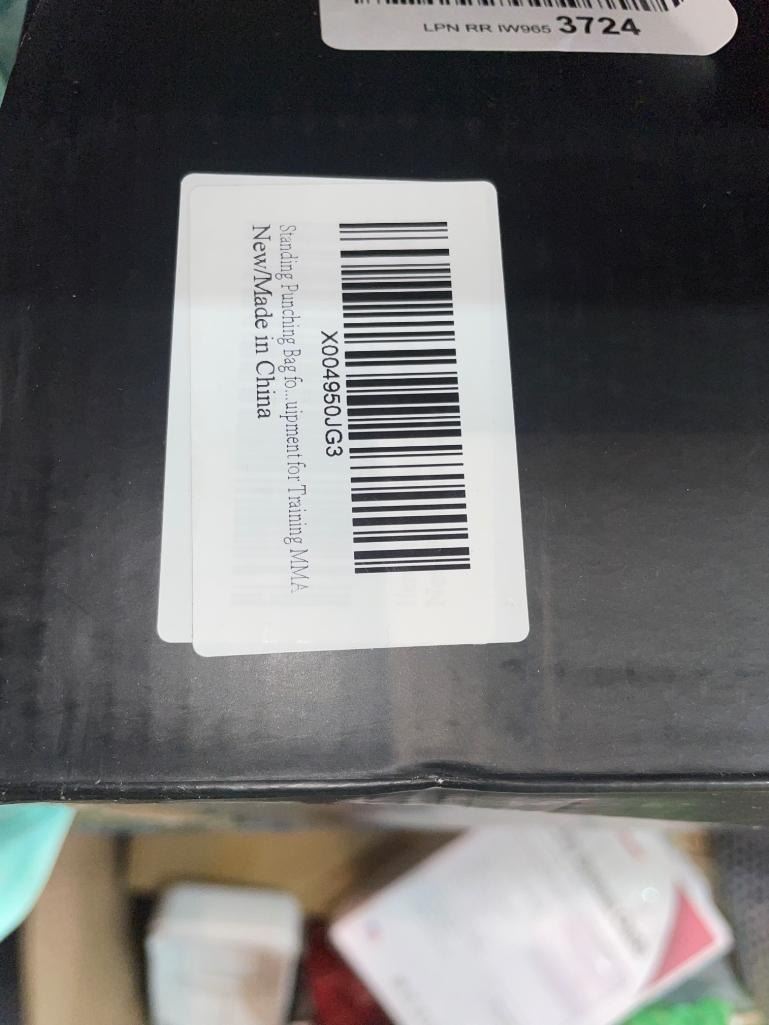 LPN RR IW965 3724
X004950JG3
Standing Punching Bag fo...uipment for Training MMA
New/Made in China